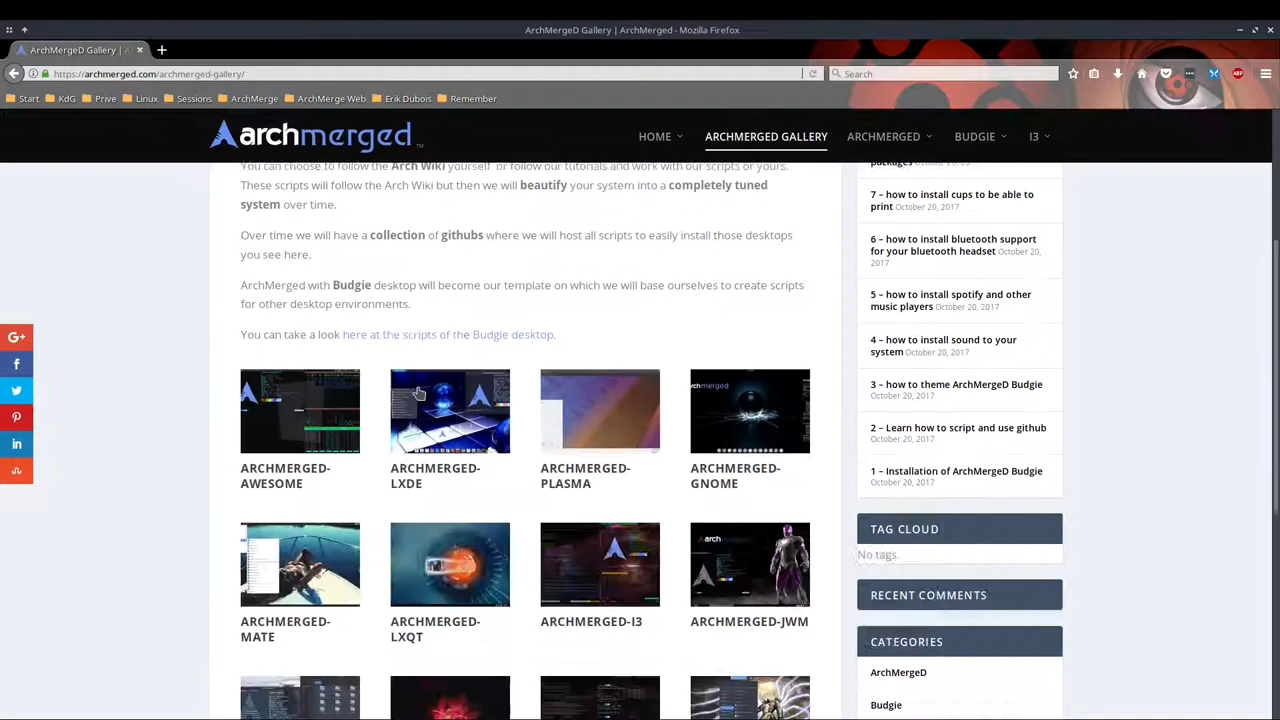 ArchMergeD Gallery | ArchMerged - Mozilla Firefox
ArchMergeD Gallery |
https://archmerged.com/archmerged-gallery/
Search
ABP
Start
KdG
Prive
Linux
Sessions
ArchMerge
ArchMerge Web
Erik Dubois
Remember
archmerged
HOME
ARCHMERGED GALLERY
ARCHMERGED
BUDGIE
I3
You can choose to follow the Arch Wiki yourself or follow our tutorials and work with our scripts or yours.
These scripts will follow the Arch Wiki but then we will beautify your system into a completely tuned
system over time.
Over time we will have a collection of githubs where we will host all scripts to easily install those desktops
you see here.
ArchMerged with Budgie desktop will become our template on which we will base ourselves to create scripts
for other desktop environments.
You can take a look here at the scripts of the Budgie desktop.
ARCHMERGED-
AWESOME
ARCHMERGED-
LXDE
ARCHMERGED-
PLASMA
archmerged
ARCHMERGED-
GNOME
ARCHMERGED-
MATE
ARCHMERGED-
LXQT
ARCHMERGED-I3
arch
ARCHMERGED-JWM
packages
7 – how to install cups to be able to
print October 20, 2017
6 – how to install bluetooth support
for your bluetooth headset October 20,
2017
5 – how to install spotify and other
music players October 20, 2017
4 – how to install sound to your
system October 20, 2017
3 – how to theme ArchMergeD Budgie
October 20, 2017
2 – Learn how to script and use github
October 20, 2017
1 – Installation of ArchMergeD Budgie
October 20, 2017
TAG CLOUD
No tags
RECENT COMMENTS
CATEGORIES
ArchMergeD
Budgie
G+
f
in